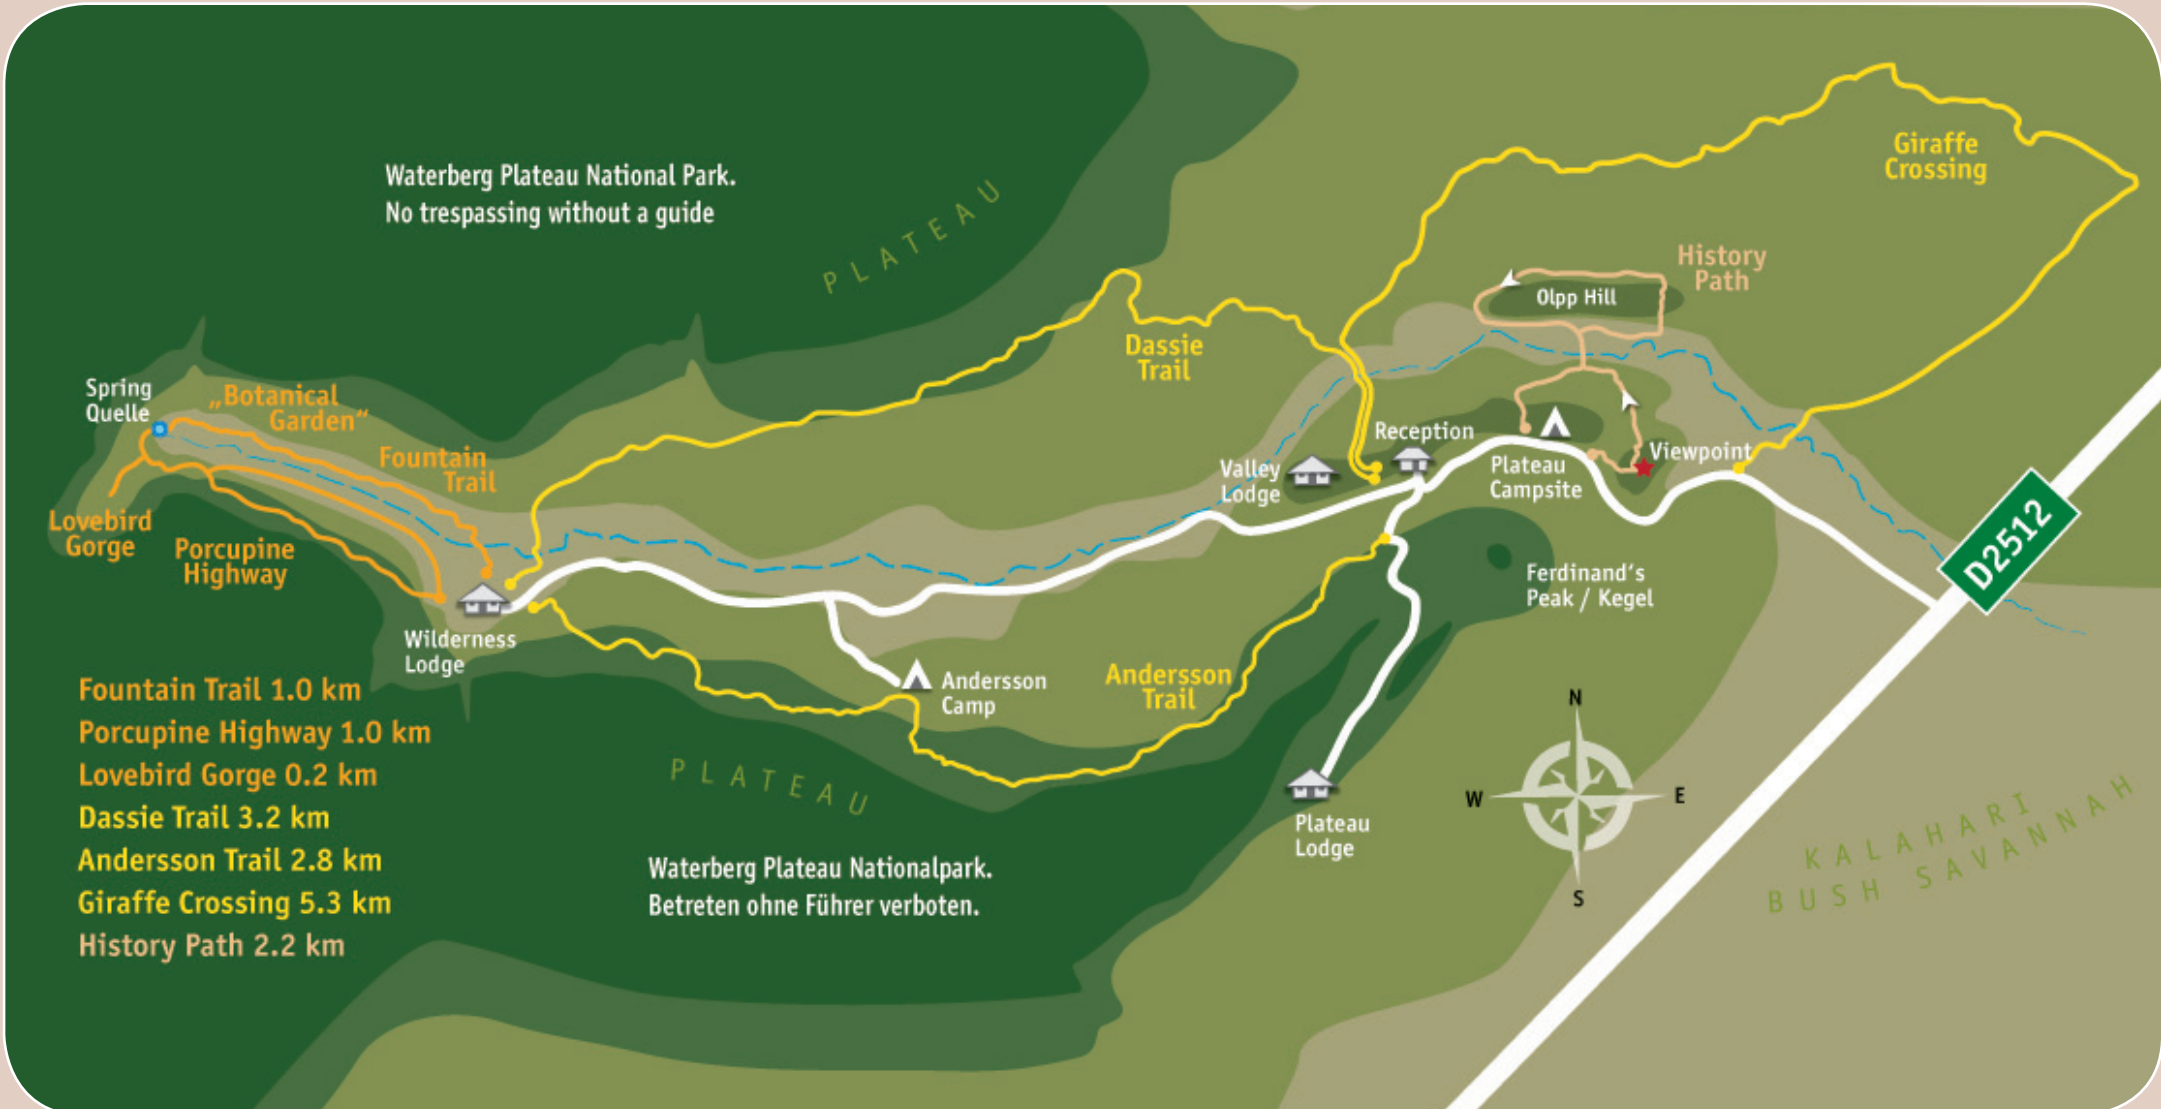 Waterberg Plateau National Park.
No trespassing without a guide
PLATEAU
Giraffe
Crossing
History
Path
Olpp Hill
Dassie
Trail
Spring
Quelle
„Botanical
Garden“
Fountain
Trail
Lovebird
Gorge
Porcupine
Highway
Reception
Valley
Lodge
Plateau
Campsite
Viewpoint
D2512
Ferdinand‘s
Peak / Kegel
Wilderness
Lodge
Andersson
Camp
Andersson
Trail
PLATEAU
Plateau
Lodge
N
W
E
S
KALAHARI
BUSH SAVANNAH
Waterberg Plateau Nationalpark.
Betreten ohne Führer verboten.
Fountain Trail 1.0 km
Porcupine Highway 1.0 km
Lovebird Gorge 0.2 km
Dassie Trail 3.2 km
Andersson Trail 2.8 km
Giraffe Crossing 5.3 km
History Path 2.2 km